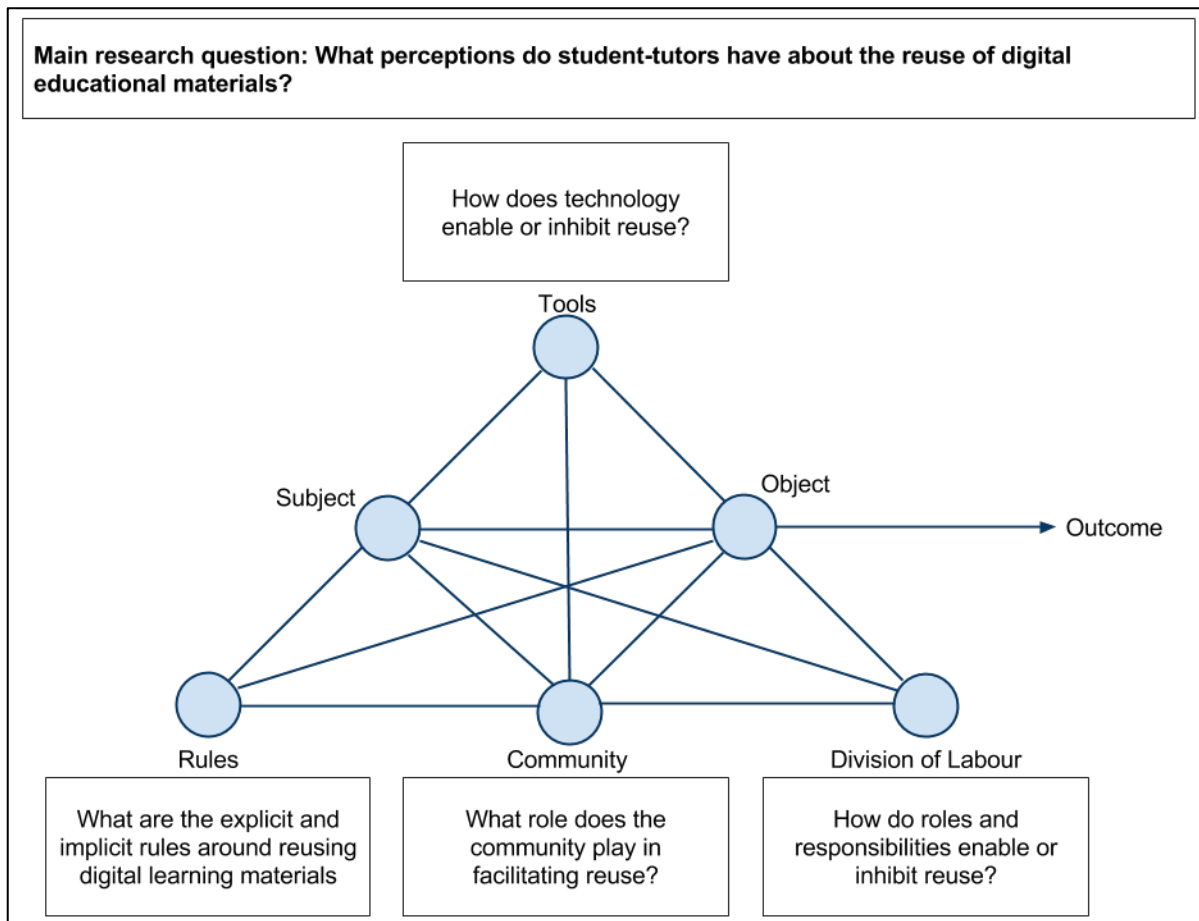 Main research question: What perceptions do student-tutors have about the reuse of digital
educational materials?
How does technology
enable or inhibit reuse?
Tools
Subject
Object
Outcome
Rules
Community
Division of Labour
What are the explicit and
implicit rules around reusing
digital learning materials
What role does the
community play in
facilitating reuse?
How do roles and
responsibilities enable or
inhibit reuse?